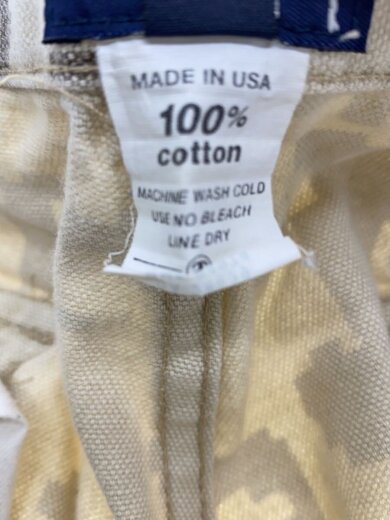 MADE IN USA
100%
cotton
MACHINE WASH COLD
USE NO BLEACH
LINE DRY